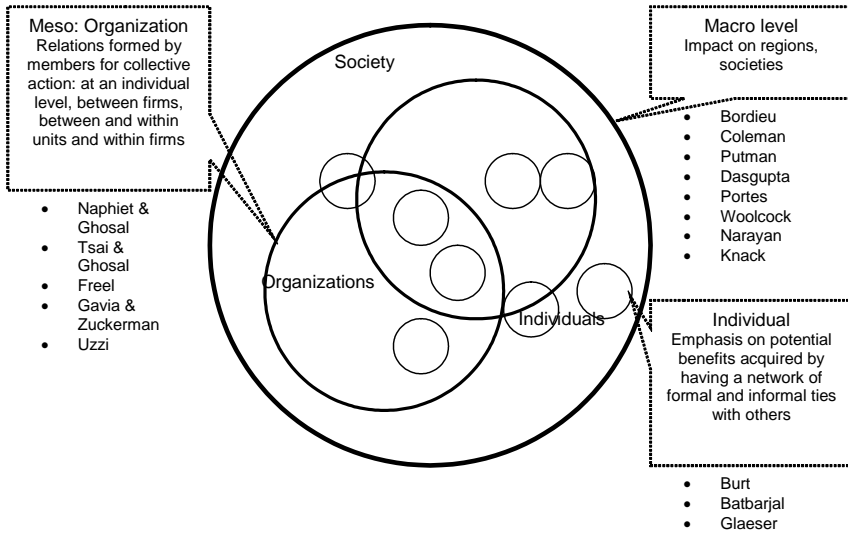 Meso: Organization
Relations formed by
members for collective
action: at an individual
level, between firms,
between and within
units and within firms
• Naphiet &
Ghosal
• Tsai &
Ghosal
• Freel
• Gavia &
Zuckerman
• Uzzi
Society
Organizations
Individuals
Macro level
Impact on regions,
societies
• Bordieu
• Coleman
• Putman
• Dasgupta
• Portes
• Woolcock
• Narayan
• Knack
Individual
Emphasis on potential
benefits acquired by
having a network of
formal and informal ties
with others
• Burt
• Batbarjal
• Glaeser